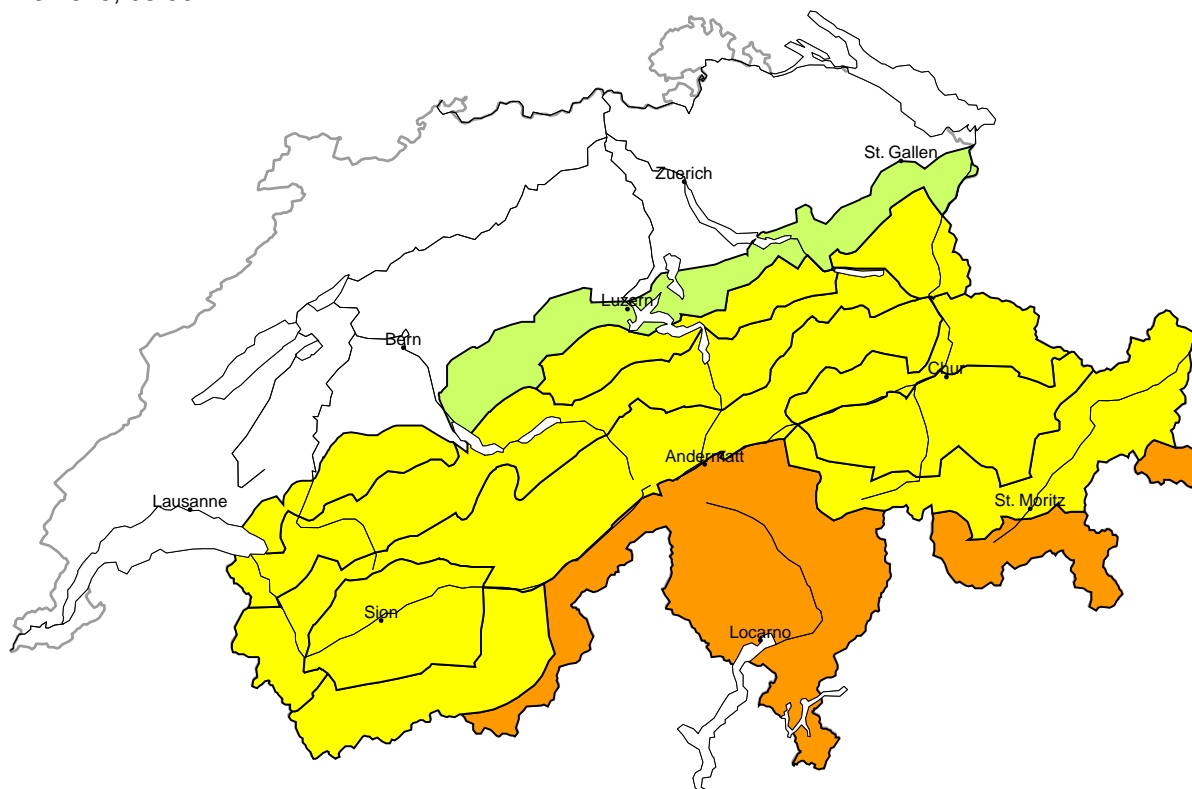 St. Gallen
Zuerich
Luzern
Bern
Chur
Andermatt
Lausanne
St. Moritz
Sion
Locarno